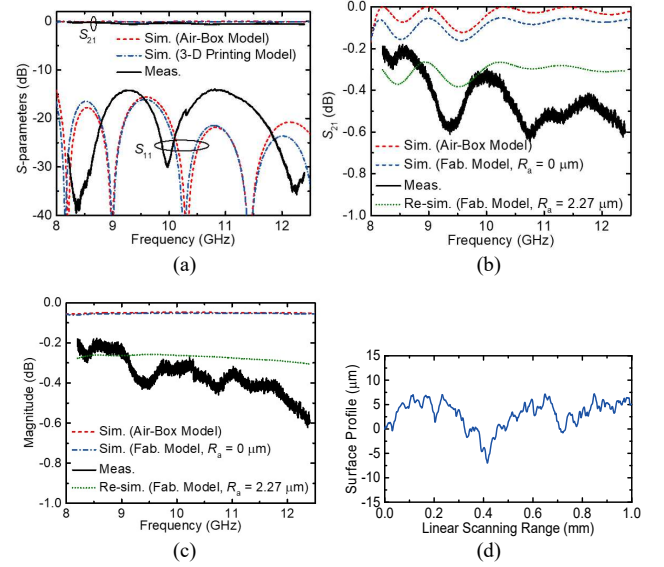 0
-10
-20
-30
-40
S-parameters (dB)
S21
Sim. (Air-Box Model)
Sim. (3-D Printing Model)
Meas.
S11
8 9 10 11 12
Frequency (GHz)
(a)
0.0
-0.2
-0.4
-0.6
-0.8
-1.0
S21 (dB)
Sim. (Air-Box Model)
Sim. (Fab. Model, Ra = 0 μm)
Meas.
Re-sim. (Fab. Model, Ra = 2.27 μm)
8 9 10 11 12
Frequency (GHz)
(b)
0.0
-0.2
-0.4
-0.6
-0.8
-1.0
Magnitude (dB)
Sim. (Air-Box Model)
Sim. (Fab. Model, Ra = 0 μm)
Meas.
Re-sim. (Fab. Model, Ra = 2.27 μm)
8 9 10 11 12
Frequency (GHz)
(c)
15
10
5
0
-5
-10
-15
Surface Profile (μm)
0.0 0.2 0.4 0.6 0.8 1.0
Linear Scanning Range (mm)
(d)